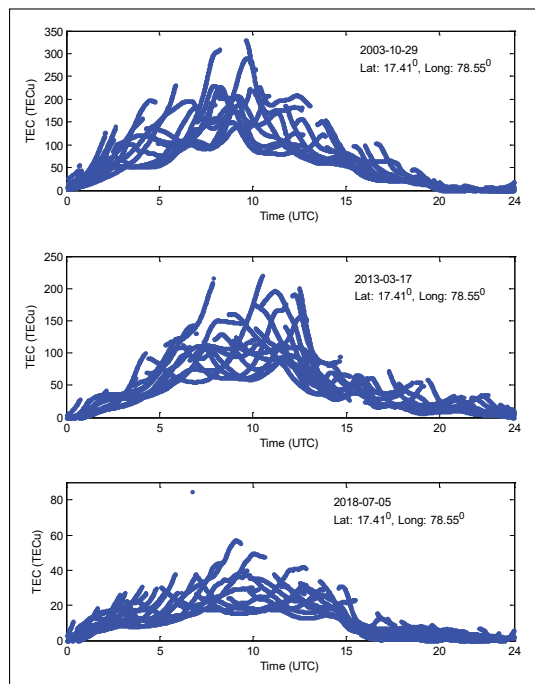 350
300
250
200
150
100
50
0
TEC (TECu)
2003-10-29
Lat: 17.41⁰, Long: 78.55⁰
0 5 10 15 20 24
Time (UTC)
250
200
150
100
50
0
TEC (TECu)
2013-03-17
Lat: 17.41⁰, Long: 78.55⁰
0 5 10 15 20 24
Time (UTC)
80
60
40
20
0
TEC (TECu)
2018-07-05
Lat: 17.41⁰, Long: 78.55⁰
0 5 10 15 20 24
Time (UTC)